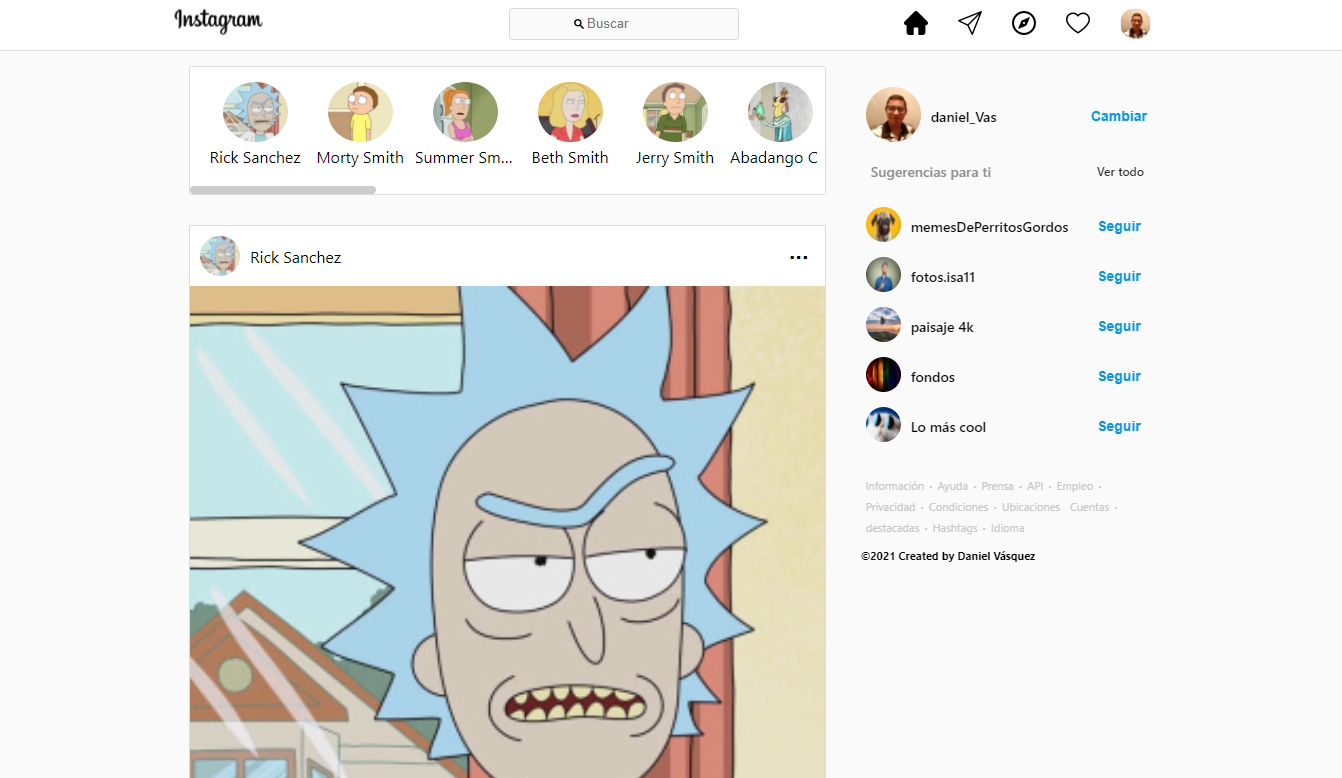 Instagram
Buscar
Rick Sanchez
Morty Smith
Summer Sm...
Beth Smith
Jerry Smith
Abadango C
daniel_Vas
Cambiar
Sugerencias para ti
Ver todo
memesDePerritosGordos
Seguir
fotos.isa11
Seguir
paisaje 4k
Seguir
fondos
Seguir
Lo más cool
Seguir
Rick Sanchez
Información · Ayuda · Prensa · API · Empleo ·
Privacidad · Condiciones · Ubicaciones Cuentas ·
destacadas · Hashtags · Idioma
©2021 Created by Daniel Vásquez